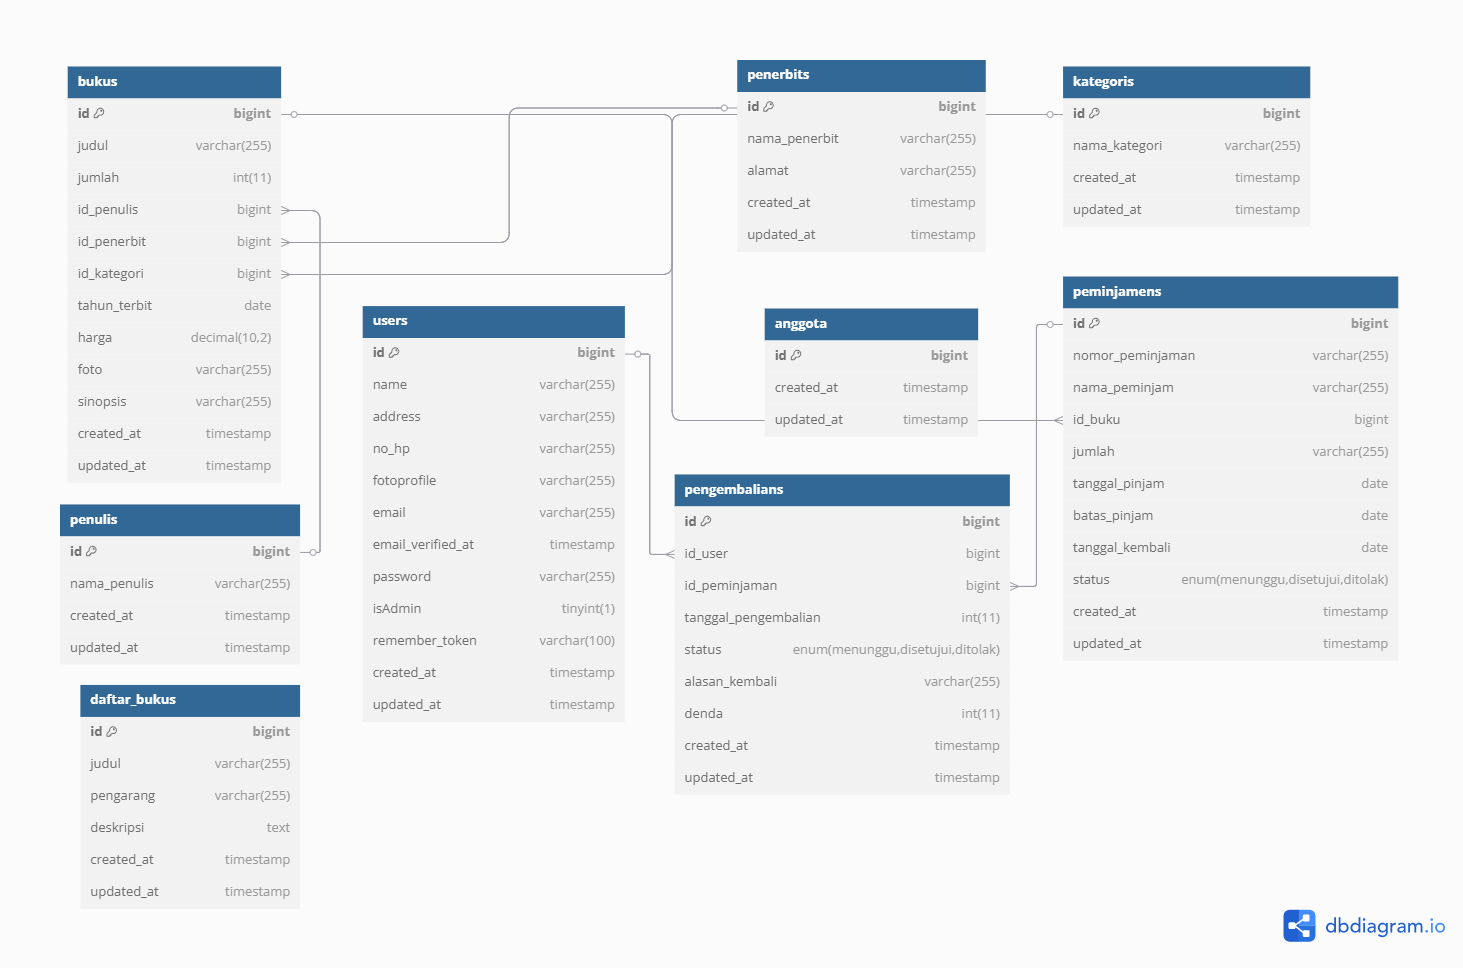 bukus
id bigint
judul varchar(255)
jumlah int(11)
id_penulis bigint
id_penerbit bigint
id_kategori bigint
tahun_terbit date
harga decimal(10,2)
foto varchar(255)
sinopsis varchar(255)
created_at timestamp
updated_at timestamp
penulis
id bigint
nama_penulis varchar(255)
created_at timestamp
updated_at timestamp
daftar_bukus
id bigint
judul varchar(255)
pengarang varchar(255)
deskripsi text
created_at timestamp
updated_at timestamp
users
id bigint
name varchar(255)
address varchar(255)
no_hp varchar(255)
fotoprofile varchar(255)
email varchar(255)
email_verified_at timestamp
password varchar(255)
isAdmin tinyint(1)
remember_token varchar(100)
created_at timestamp
updated_at timestamp
penerbits
id bigint
nama_penerbit varchar(255)
alamat varchar(255)
created_at timestamp
updated_at timestamp
anggota
id bigint
created_at timestamp
updated_at timestamp
pengembalians
id bigint
id_user bigint
id_peminjaman bigint
tanggal_pengembalian int(11)
status enum(menunggu,disetujui,ditolak)
alasan_kembali varchar(255)
denda int(11)
created_at timestamp
updated_at timestamp
kategoris
id bigint
nama_kategori varchar(255)
created_at timestamp
updated_at timestamp
peminjamens
id bigint
nomor_peminjaman varchar(255)
nama_peminjam varchar(255)
id_buku bigint
jumlah varchar(255)
tanggal_pinjam date
batas_pinjam date
tanggal_kembali date
status enum(menunggu,disetujui,ditolak)
created_at timestamp
updated_at timestamp
dbdiagram.io